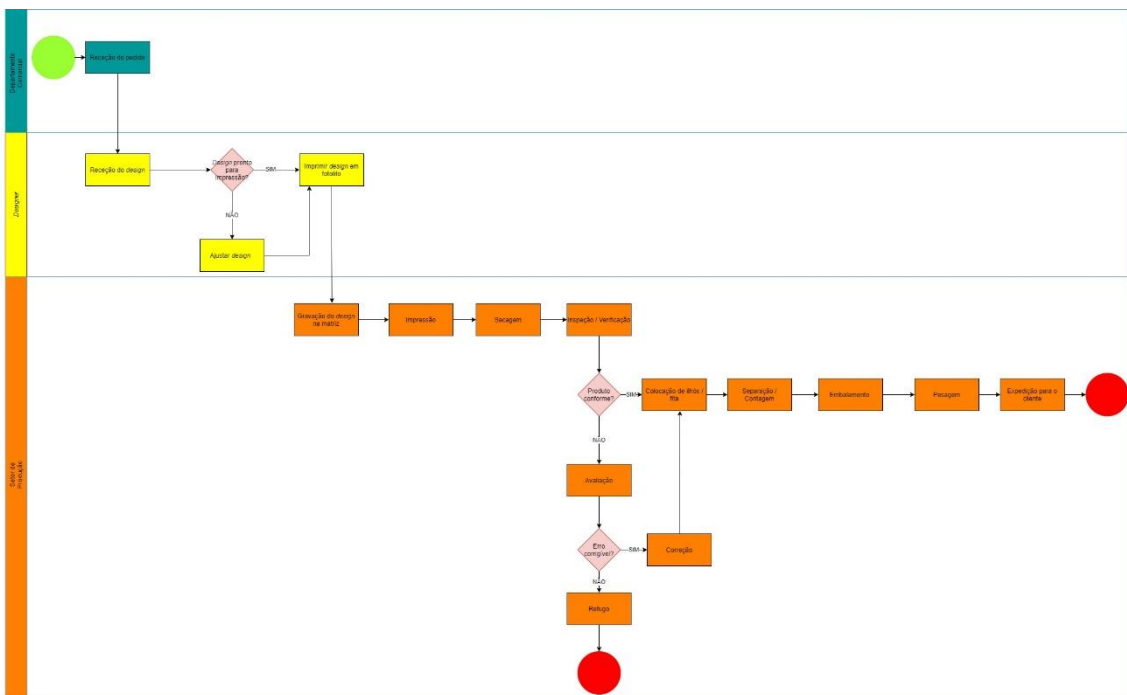 Departamento
Comercial
Receção do pedido
Designer
Receção do design
Design pronto
para
impressão?
SIM
Imprimir design em
fotolito
NÃO
Ajustar design
Setor de
Produção
Gravação do design
na matriz
Impressão
Secagem
Inspeção / Verificação
Produto
conforme?
SIM
Colocação de ilhós /
fita
Separação /
Contagem
Embalamento
Pesagem
Expedição para o
cliente
NÃO
Avaliação
Erro
corrigível?
SIM
Correção
NÃO
Refugo